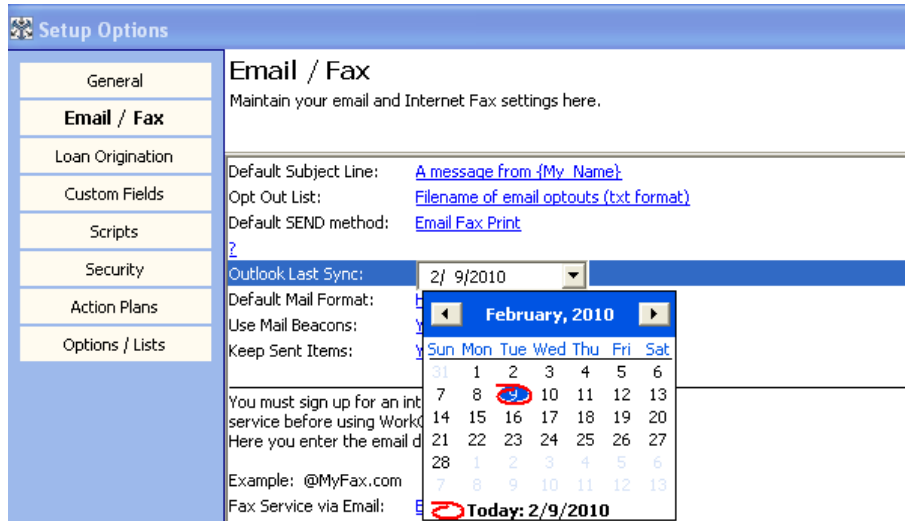 Setup Options
General
Email / Fax
Loan Origination
Custom Fields
Scripts
Security
Action Plans
Options / Lists
Email / Fax
Maintain your email and Internet Fax settings here.
Default Subject Line: A message from {My_Name}
Opt Out List: Filename of email optouts (txt format)
Default SEND method: Email Fax Print
?
Outlook Last Sync: 2/ 9/2010
Default Mail Format:
Use Mail Beacons:
Keep Sent Items:
February, 2010
Sun Mon Tue Wed Thu Fri Sat
31 1 2 3 4 5 6
7 8 9 10 11 12 13
14 15 16 17 18 19 20
21 22 23 24 25 26 27
28 1 2 3 4 5 6
7 8 9 10 11 12 13
Today: 2/9/2010
You must sign up for an
service before using
Here you enter the email
Example: @MyFax.com
Fax Service via Email: